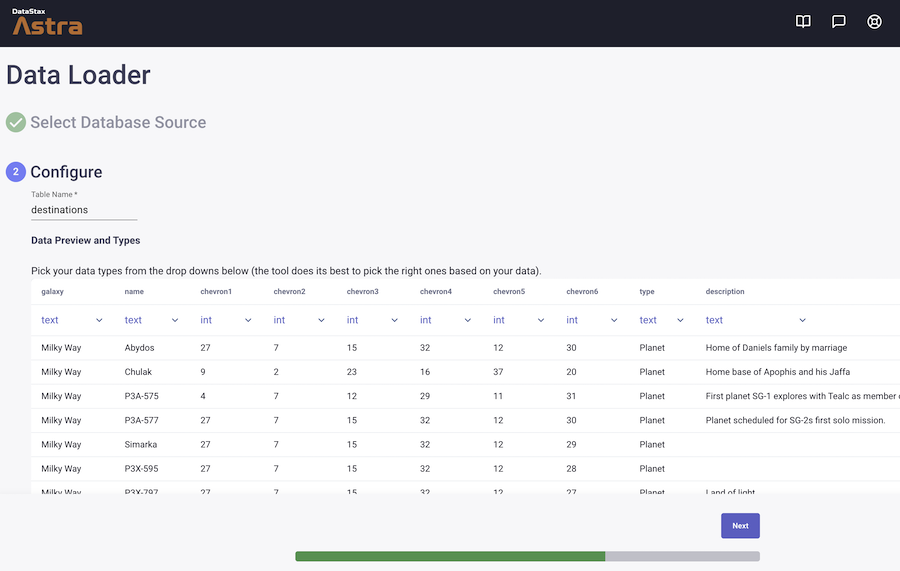 DataStax
Astra
Data Loader
Select Database Source
2 Configure
Table Name *
destinations
Data Preview and Types
Pick your data types from the drop downs below (the tool does its best to pick the right ones based on your data).
galaxy name chevron1 chevron2 chevron3 chevron4 chevron5 chevron6 type description
text text int int int int int int text text
Milky Way Abydos 27 7 15 32 12 30 Planet Home of Daniels family by marriage
Milky Way Chulak 9 2 23 16 37 20 Planet Home base of Apophis and his Jaffa
Milky Way P3A-575 4 7 12 29 11 31 Planet First planet SG-1 explores with Tealc as member
Milky Way P3A-577 27 7 15 32 12 30 Planet Planet scheduled for SG-2s first solo mission.
Milky Way Simarka 27 7 15 32 12 29 Planet
Milky Way P3X-595 27 7 15 32 12 28 Planet
Milky Way P3X-797 27 7 15 32 12 27 Planet Land of light
Next